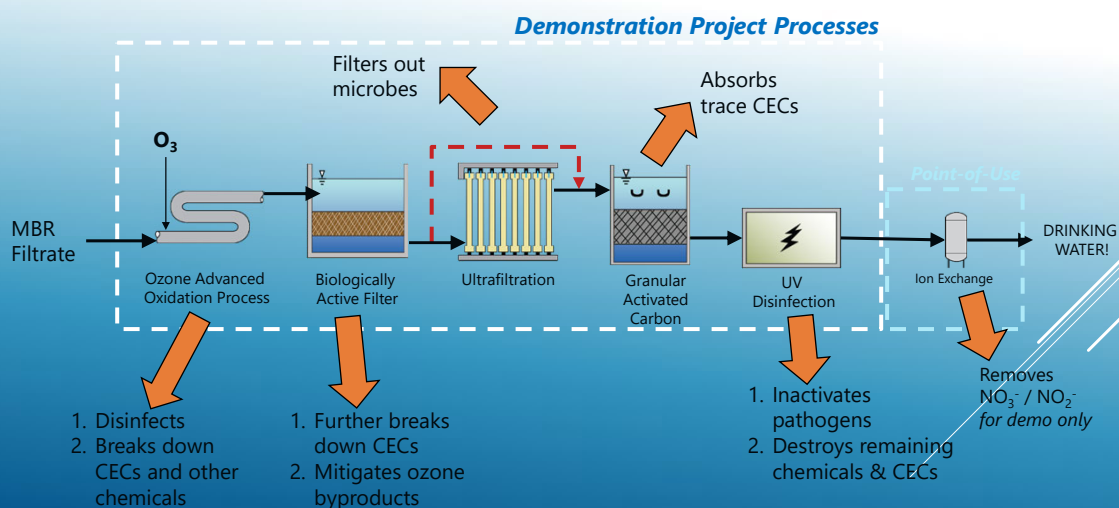 Demonstration Project Processes
Filters out
microbes
Absorbs
trace CECs
O₃
Point-of-Use
MBR
Filtrate
DRINKING
WATER!
Ozone Advanced
Oxidation Process
Biologically
Active Filter
Ultrafiltration
Granular
Activated
Carbon
UV
Disinfection
Ion Exchange
1. Disinfects
2. Breaks down
CECs and other
chemicals
1. Further breaks
down CECs
2. Mitigates ozone
byproducts
1. Inactivates
pathogens
2. Destroys remaining
chemicals & CECs
Removes
NO₃⁻ / NO₂⁻
for demo only